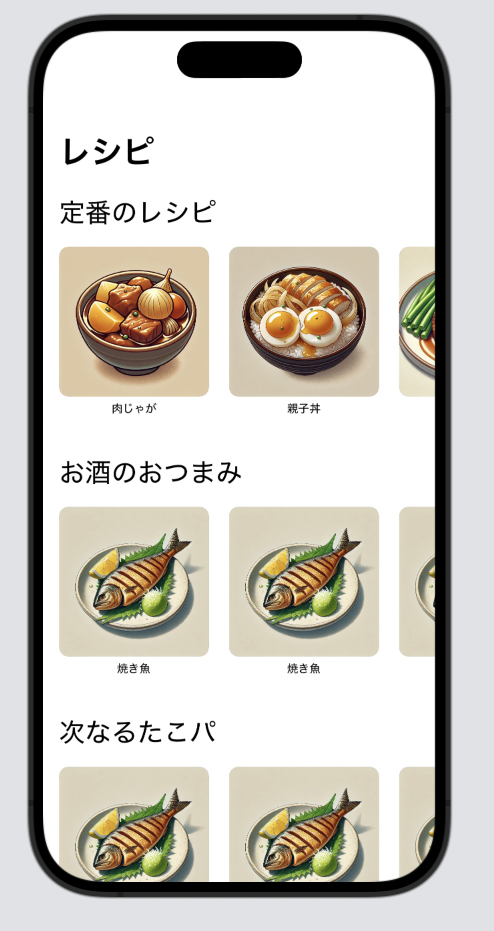 レシピ
定番のレシピ
肉じゃが
親子丼
お酒のおつまみ
焼き魚
焼き魚
次なるたこパ